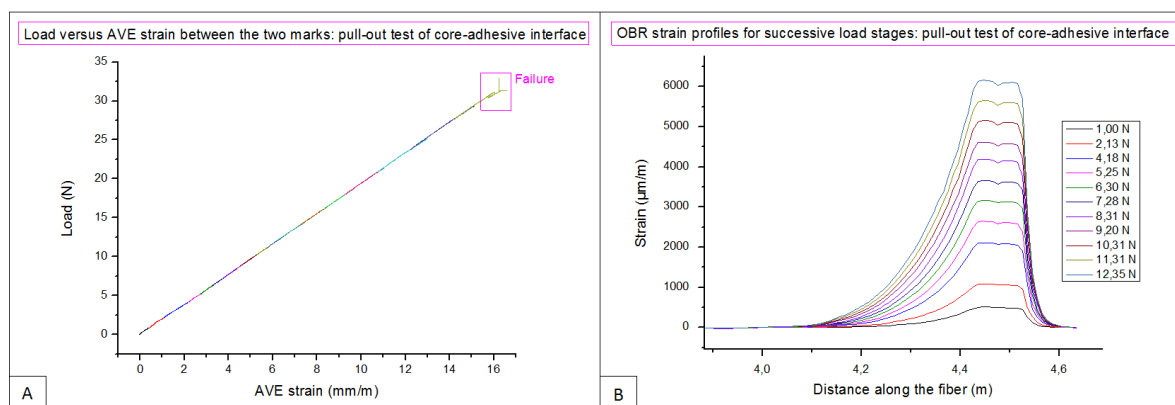 Load versus AVE strain between the two marks: pull-out test of core-adhesive interface
35
30
25
20
15
10
5
0
Load (N)
Failure
0 2 4 6 8 10 12 14 16
AVE strain (mm/m)
A
OBR strain profiles for successive load stages: pull-out test of core-adhesive interface
6000
5000
4000
3000
2000
1000
0
Strain (µm/m)
1,00 N
2,13 N
4,18 N
5,25 N
6,30 N
7,28 N
8,31 N
9,20 N
10,31 N
11,31 N
12,35 N
4,0 4,2 4,4 4,6
Distance along the fiber (m)
B